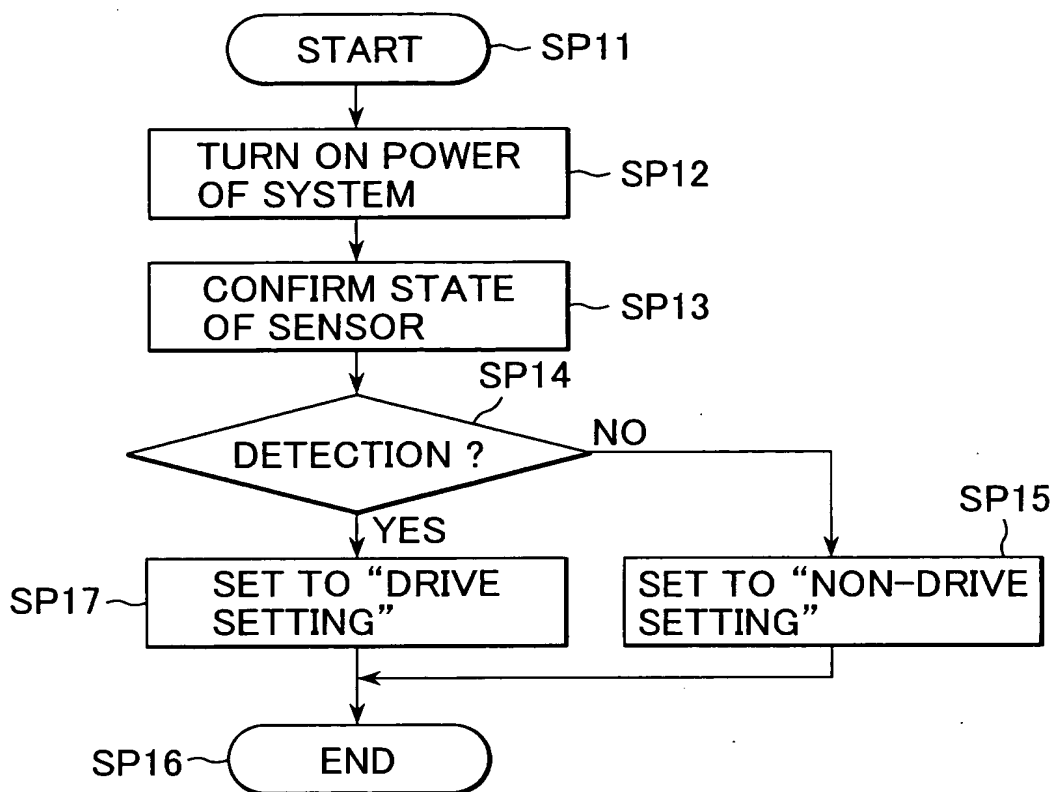 START
SP11
TURN ON POWER
OF SYSTEM
SP12
CONFIRM STATE
OF SENSOR
SP13
SP14
DETECTION ?
NO
YES
SP15
SP17
SET TO “DRIVE
SETTING”
SET TO “NON-DRIVE
SETTING”
SP16
END